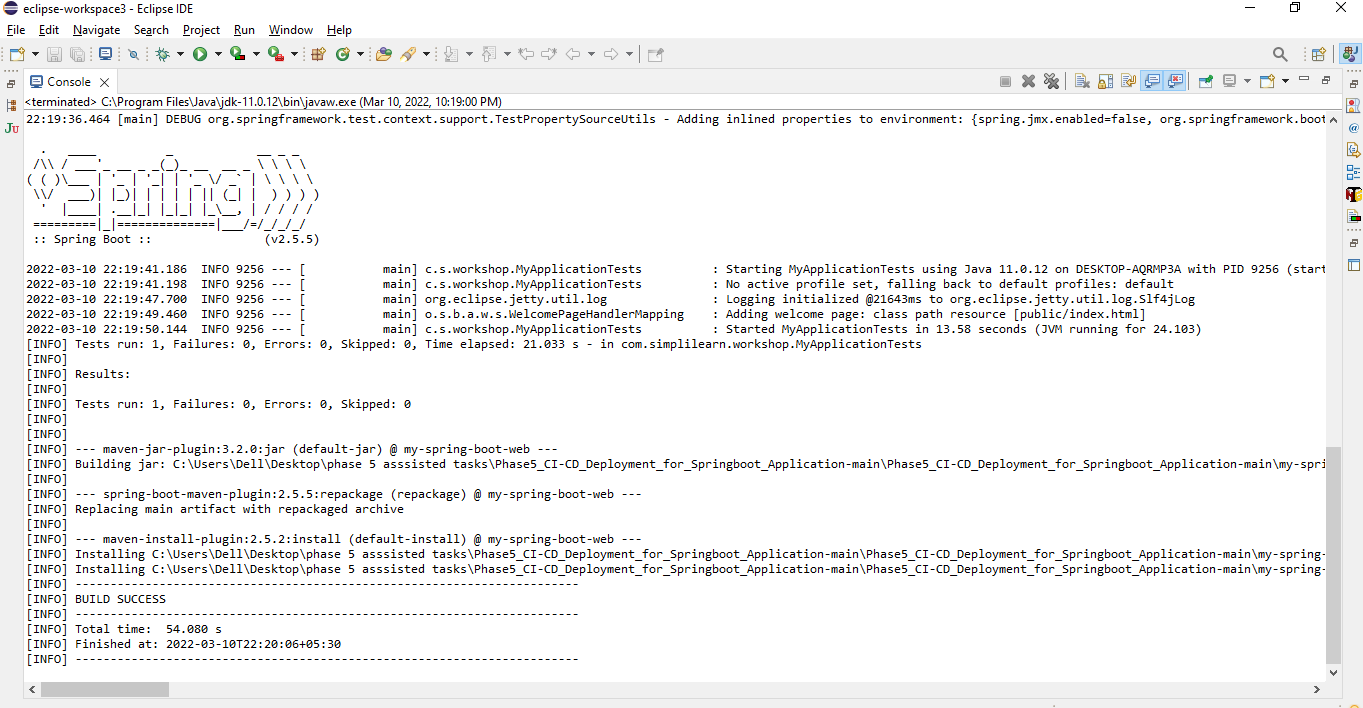 eclipse-workspace3 - Eclipse IDE
File Edit Navigate Search Project Run Window Help
Console
<terminated> C:\Program Files\Java\jdk-11.0.12\bin\javaw.exe (Mar 10, 2022, 10:19:00 PM)
22:19:36.464 [main] DEBUG org.springframework.test.context.support.TestPropertySourceUtils - Adding inlined properties to environment: {spring.jmx.enabled=false, org.springframework.boot
Spring
:: Spring Boot :: (v2.5.5)
2022-03-10 22:19:41.186 INFO 9256 --- [ main] c.s.workshop.MyApplicationTests : Starting MyApplicationTests using Java 11.0.12 on DESKTOP-AQRMP3A with PID 9256 (start
2022-03-10 22:19:41.198 INFO 9256 --- [ main] c.s.workshop.MyApplicationTests : No active profile set, falling back to default profiles: default
2022-03-10 22:19:47.700 INFO 9256 --- [ main] org.eclipse.jetty.util.log : Logging initialized @21643ms to org.eclipse.jetty.util.log.Slf4jLog
2022-03-10 22:19:49.460 INFO 9256 --- [ main] o.s.b.a.w.s.WelcomePageHandlerMapping : Adding welcome page: class path resource [public/index.html]
2022-03-10 22:19:50.144 INFO 9256 --- [ main] c.s.workshop.MyApplicationTests : Started MyApplicationTests in 13.58 seconds (JVM running for 24.103)
[INFO] Tests run: 1, Failures: 0, Errors: 0, Skipped: 0, Time elapsed: 21.033 s - in com.simplilearn.workshop.MyApplicationTests
[INFO]
[INFO] Results:
[INFO]
[INFO] Tests run: 1, Failures: 0, Errors: 0, Skipped: 0
[INFO]
[INFO]
[INFO] --- maven-jar-plugin:3.2.0:jar (default-jar) @ my-spring-boot-web ---
[INFO] Building jar: C:\Users\Dell\Desktop\phase 5 asssisted tasks\Phase5_CI-CD_Deployment_for_Springboot_Application-main\Phase5_CI-CD_Deployment_for_Springboot_Application-main\my-spri
[INFO]
[INFO] --- spring-boot-maven-plugin:2.5.5:repackage (repackage) @ my-spring-boot-web ---
[INFO] Replacing main artifact with repackaged archive
[INFO]
[INFO] --- maven-install-plugin:2.5.2:install (default-install) @ my-spring-boot-web ---
[INFO] Installing C:\Users\Dell\Desktop\phase 5 asssisted tasks\Phase5_CI-CD_Deployment_for_Springboot_Application-main\Phase5_CI-CD_Deployment_for_Springboot_Application-main\my-spring-
[INFO] Installing C:\Users\Dell\Desktop\phase 5 asssisted tasks\Phase5_CI-CD_Deployment_for_Springboot_Application-main\Phase5_CI-CD_Deployment_for_Springboot_Application-main\my-spring-
[INFO] ------------------------------------------------------------------------
[INFO] BUILD SUCCESS
[INFO] ------------------------------------------------------------------------
[INFO] Total time:  54.080 s
[INFO] Finished at: 2022-03-10T22:20:06+05:30
[INFO] ------------------------------------------------------------------------